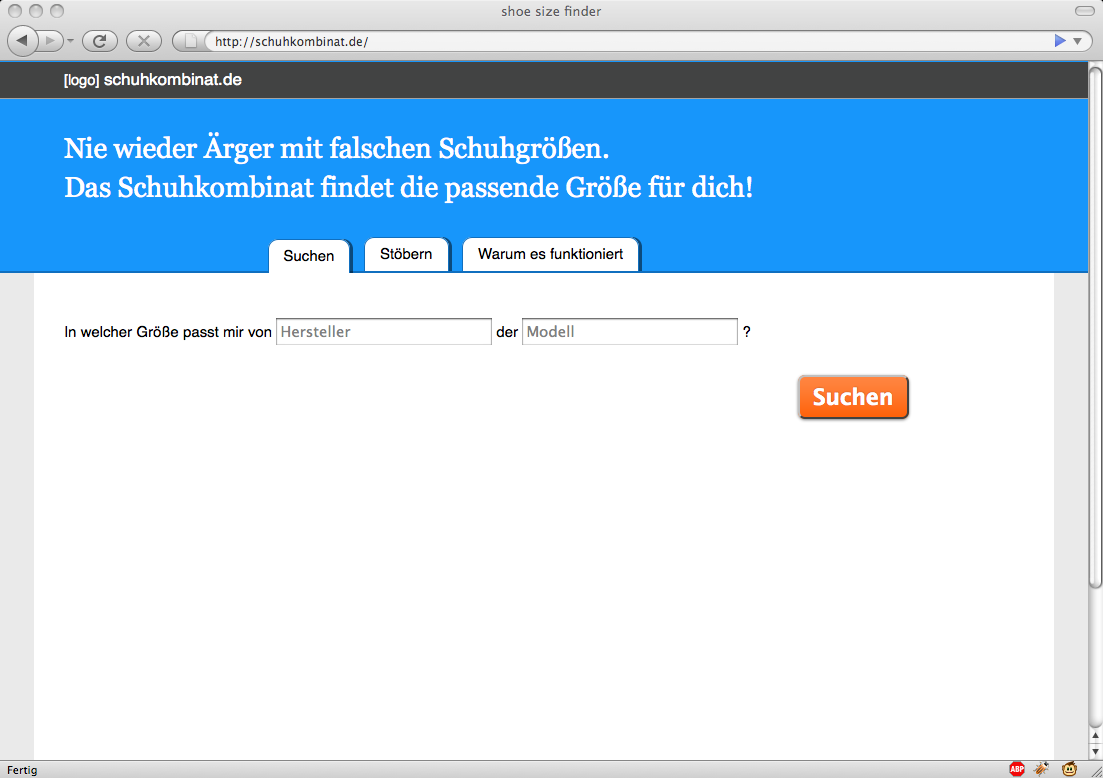 shoe size finder
http://schuhkombinat.de/
[logo] schuhkombinat.de
Nie wieder Ärger mit falschen Schuhgrößen.
Das Schuhkombinat findet die passende Größe für dich!
Suchen Stöbern Warum es funktioniert
In welcher Größe passt mir von Hersteller der Modell ?
Suchen
Fertig ABP